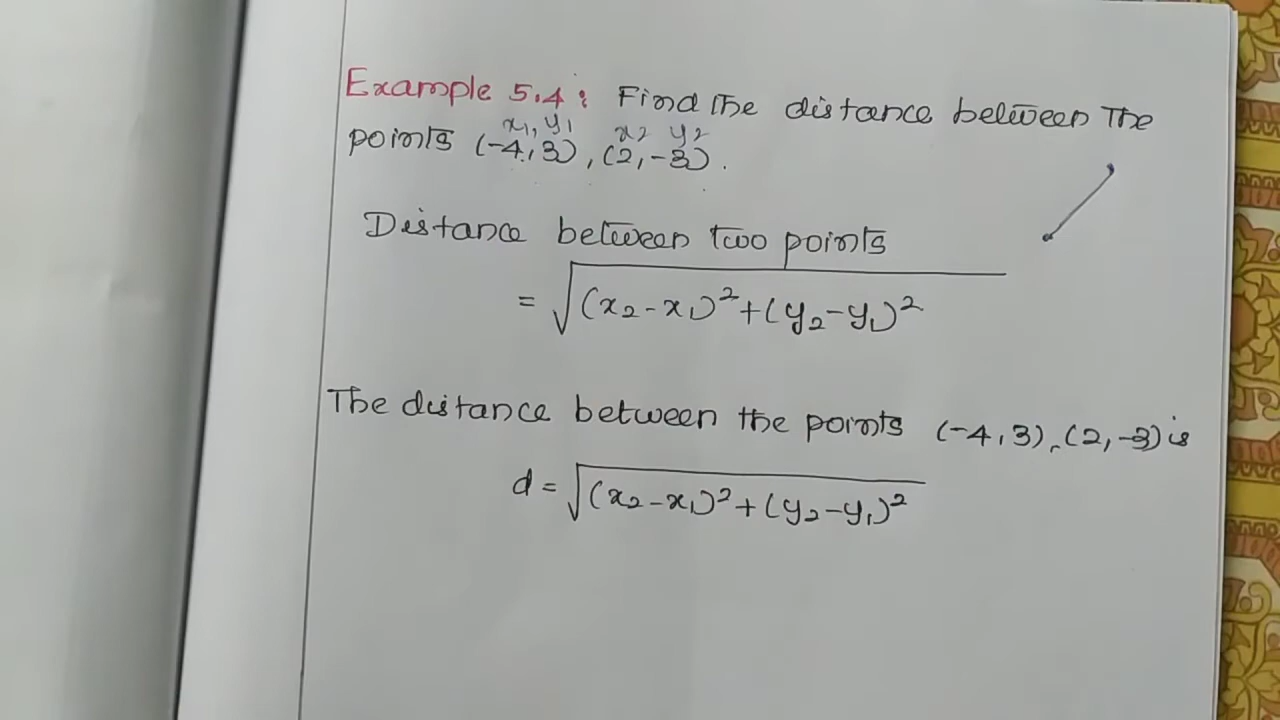 Example 5.4: Find the distance between the
x₁, y₁ x₂ y₂
points (-4, 3), (2, -3).
Distance between two points
= √(x₂-x₁)²+(y₂-y₁)²
The distance between the points (-4, 3), (2, -3) is
d = √(x₂-x₁)²+(y₂-y₁)²